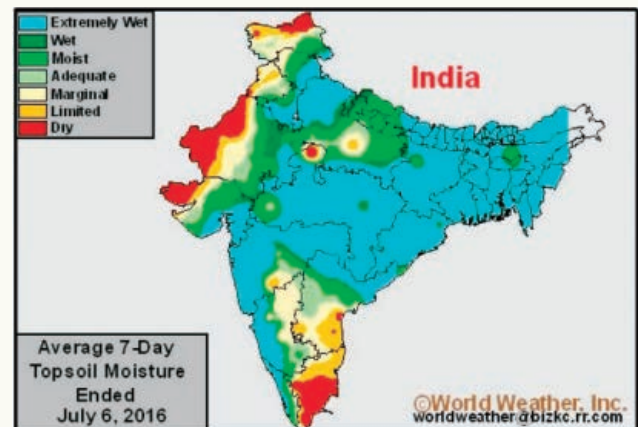 Extremely Wet
Wet
Moist
Adequate
Marginal
Limited
Dry
India
Average 7-Day
Topsoil Moisture
Ended
July 6, 2016
©World Weather, Inc.
worldweather@bizkc.rr.com